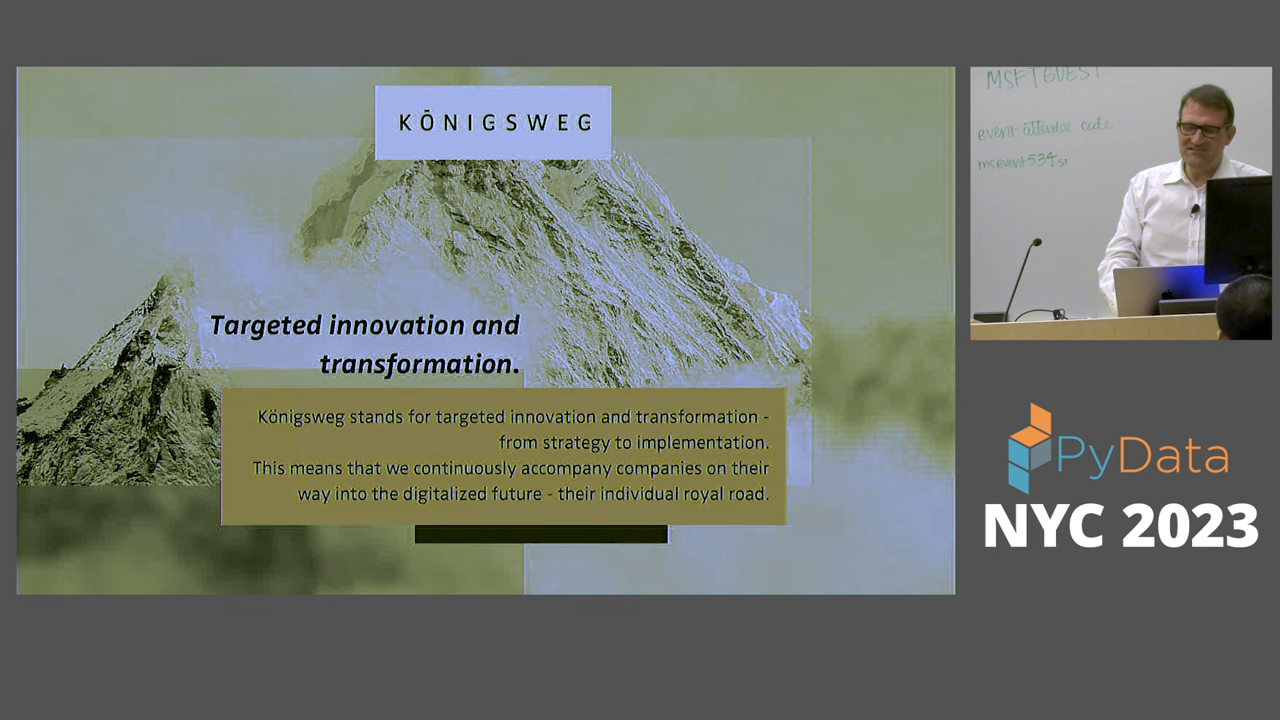 KÖNIGSWEG
Targeted innovation and
transformation.
Königsweg stands for targeted innovation and transformation -
from strategy to implementation.
This means that we continuously accompany companies on their
way into the digitalized future - their individual royal road.
MSFTGUEST
event attendee code
msevent534si
PyData
NYC 2023